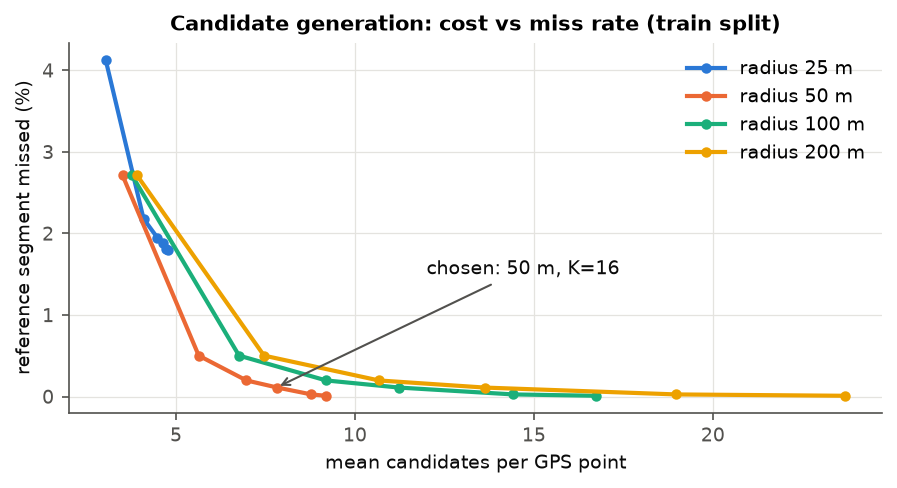 Candidate generation: cost vs miss rate (train split)
reference segment missed (%)
4
3
2
1
0
radius 25 m
radius 50 m
radius 100 m
radius 200 m
chosen: 50 m, K=16
5
10
15
20
mean candidates per GPS point